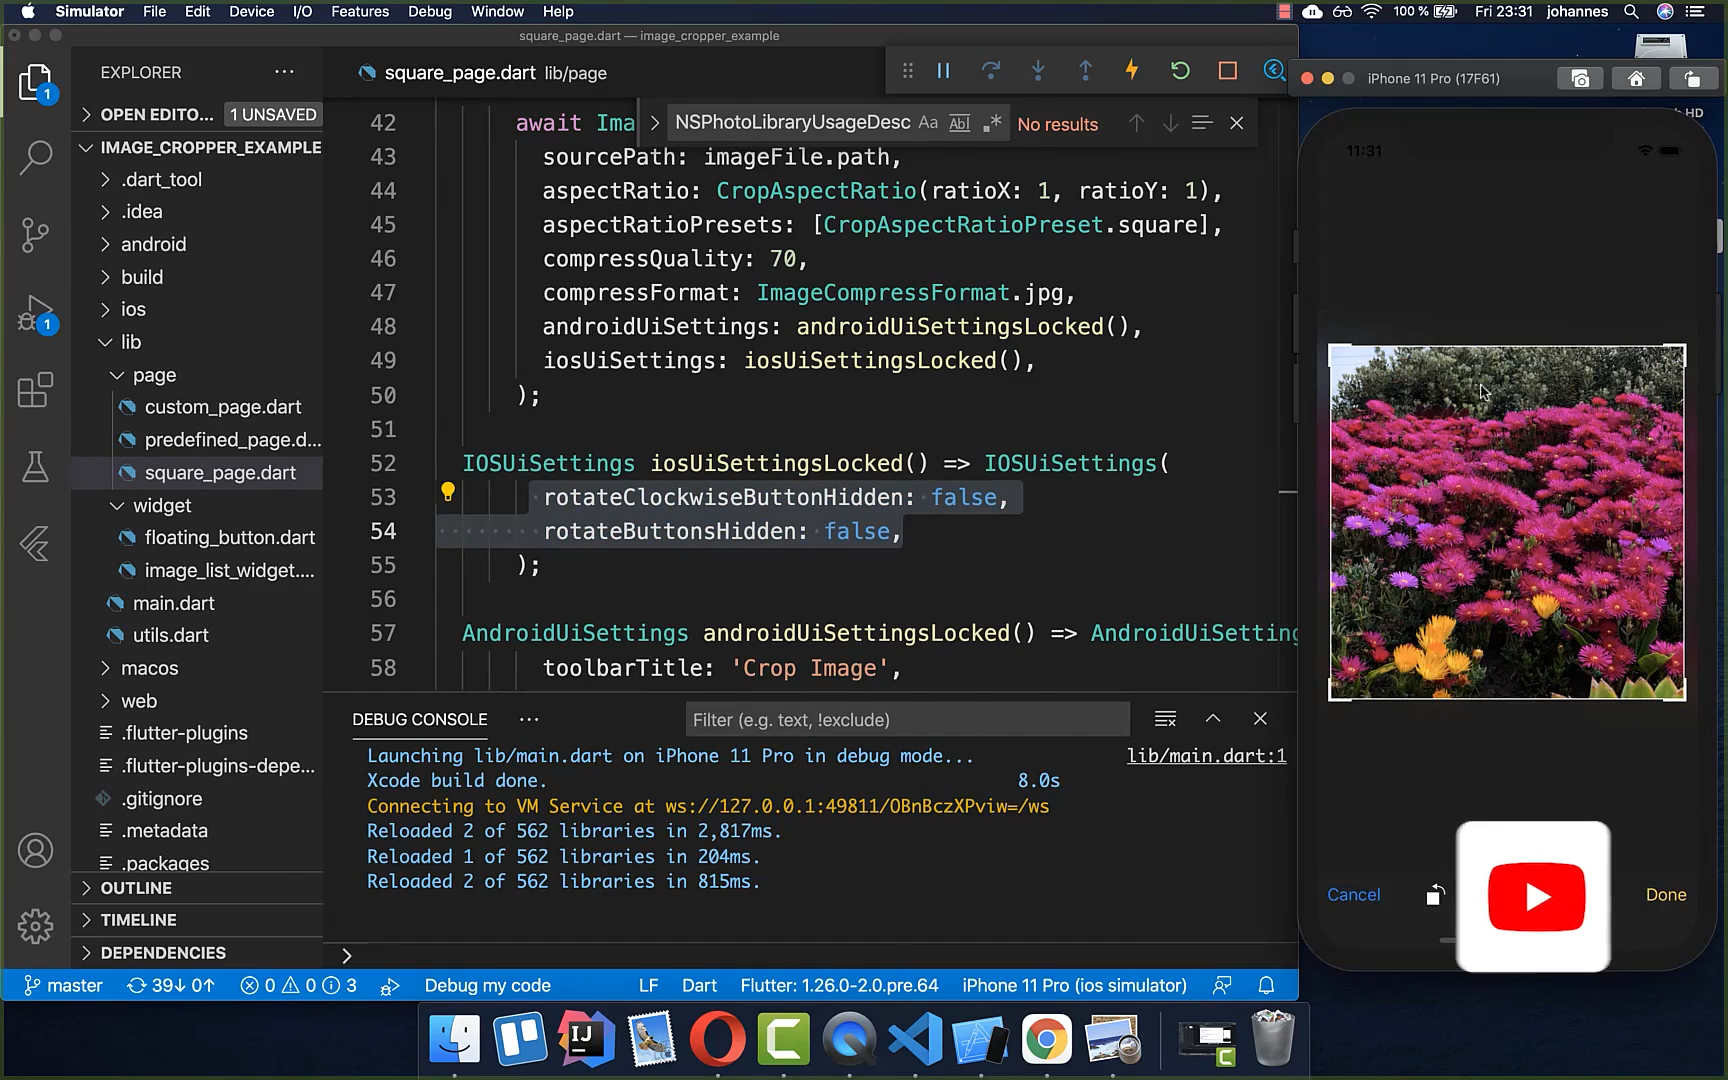 Simulator File Edit Device I/O Features Debug Window Help
100 % Fri 23:31 johannes
square_page.dart — image_cropper_example
EXPLORER
square_page.dart lib/page
iPhone 11 Pro (17F61)
1
OPEN EDITO... 1 UNSAVED
NSPhotoLibraryUsageDesc Aa Abl No results
HD
IMAGE_CROPPER_EXAMPLE
.dart_tool
.idea
android
build
ios
lib
page
custom_page.dart
predefined_page.d...
square_page.dart
widget
floating_button.dart
image_list_widget....
main.dart
utils.dart
macos
web
.flutter-plugins
.flutter-plugins-depe...
.gitignore
.metadata
.packages
OUTLINE
TIMELINE
DEPENDENCIES
1
42 await Ima
43 sourcePath: imageFile.path,
44 aspectRatio: CropAspectRatio(ratioX: 1, ratioY: 1),
45 aspectRatioPresets: [CropAspectRatioPreset.square],
46 compressQuality: 70,
47 compressFormat: ImageCompressFormat.jpg,
48 androidUiSettings: androidUiSettingsLocked(),
49 iosUiSettings: iosUiSettingsLocked(),
50 );
51
52 IOSUiSettings iosUiSettingsLocked() => IOSUiSettings(
53 rotateClockwiseButtonHidden: false,
54 rotateButtonsHidden: false,
55 );
56
57 AndroidUiSettings androidUiSettingsLocked() => AndroidUiSetting
58 toolbarTitle: 'Crop Image',
DEBUG CONSOLE
Filter (e.g. text, !exclude)
Launching lib/main.dart on iPhone 11 Pro in debug mode... lib/main.dart:1
Xcode build done. 8.0s
Connecting to VM Service at ws://127.0.0.1:49811/OBnBczXPviw=/ws
Reloaded 2 of 562 libraries in 2,817ms.
Reloaded 1 of 562 libraries in 204ms.
Reloaded 2 of 562 libraries in 815ms.
11:31
Cancel
Done
master 39↓ 0↑ 0 0 3 Debug my code LF Dart Flutter: 1.26.0-2.0.pre.64 iPhone 11 Pro (ios simulator)
IJ